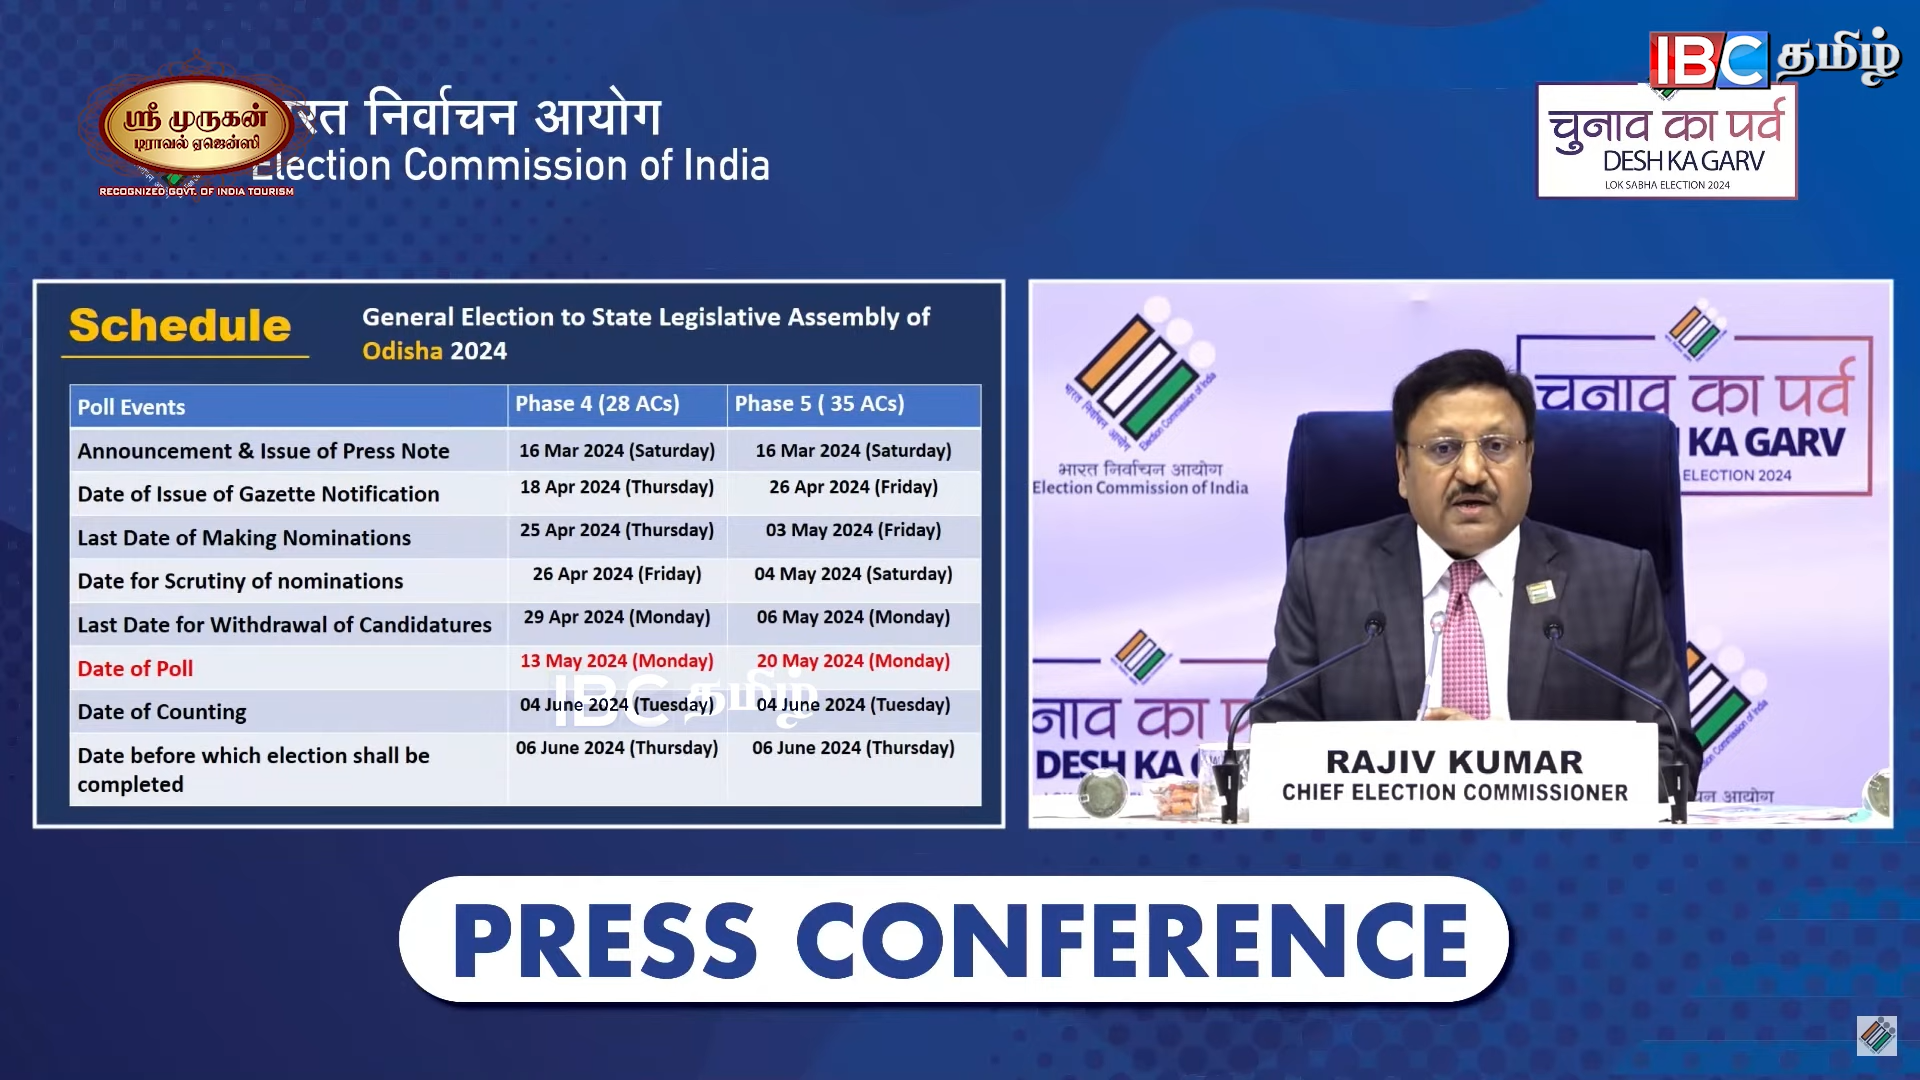 IBC தமிழ்
ஸ்ரீ முருகன்
டிராவல் ஏஜென்ஸி
RECOGNIZED GOVT. OF INDIA TOURISM
निर्वाचन आयोग
Election Commission of India
चुनाव का पर्व
DESH KA GARV
LOK SABHA ELECTION 2024
Schedule
General Election to State Legislative Assembly of
Odisha 2024
Poll Events Phase 4 (28 ACs) Phase 5 ( 35 ACs)
Announcement & Issue of Press Note 16 Mar 2024 (Saturday) 16 Mar 2024 (Saturday)
Date of Issue of Gazette Notification 18 Apr 2024 (Thursday) 26 Apr 2024 (Friday)
Last Date of Making Nominations 25 Apr 2024 (Thursday) 03 May 2024 (Friday)
Date for Scrutiny of nominations 26 Apr 2024 (Friday) 04 May 2024 (Saturday)
Last Date for Withdrawal of Candidatures 29 Apr 2024 (Monday) 06 May 2024 (Monday)
Date of Poll 13 May 2024 (Monday) 20 May 2024 (Monday)
IBC தமிழ்
Date of Counting 04 June 2024 (Tuesday) 04 June 2024 (Tuesday)
Date before which election shall be 06 June 2024 (Thursday) 06 June 2024 (Thursday)
completed
भारत निर्वाचन आयोग
Election Commission of India
भारत निर्वाचन आयोग
Election Commission of India
चुनाव का पर्व
KA GARV
ELECTION 2024
का
DESH KA
आयोग
RAJIV KUMAR
CHIEF ELECTION COMMISSIONER
PRESS CONFERENCE